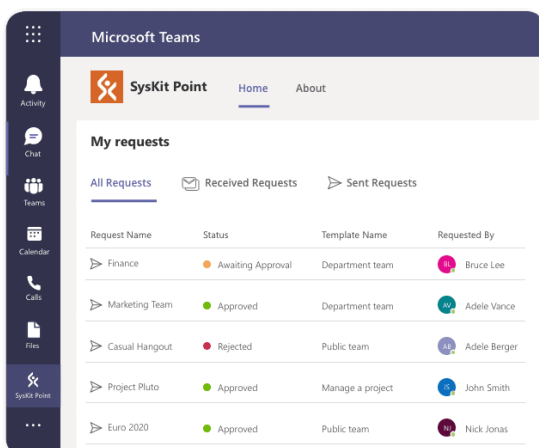 Microsoft Teams
SysKit Point Home About
Activity
Chat
Teams
Calendar
Calls
Files
SysKit Point
My requests
All Requests Received Requests Sent Requests
Request Name Status Template Name Requested By
Finance Awaiting Approval Department team BL Bruce Lee
Marketing Team Approved Department team AV Adele Vance
Casual Hangout Rejected Public team AB Adele Berger
Project Pluto Approved Manage a project JS John Smith
Euro 2020 Approved Public team NJ Nick Jonas